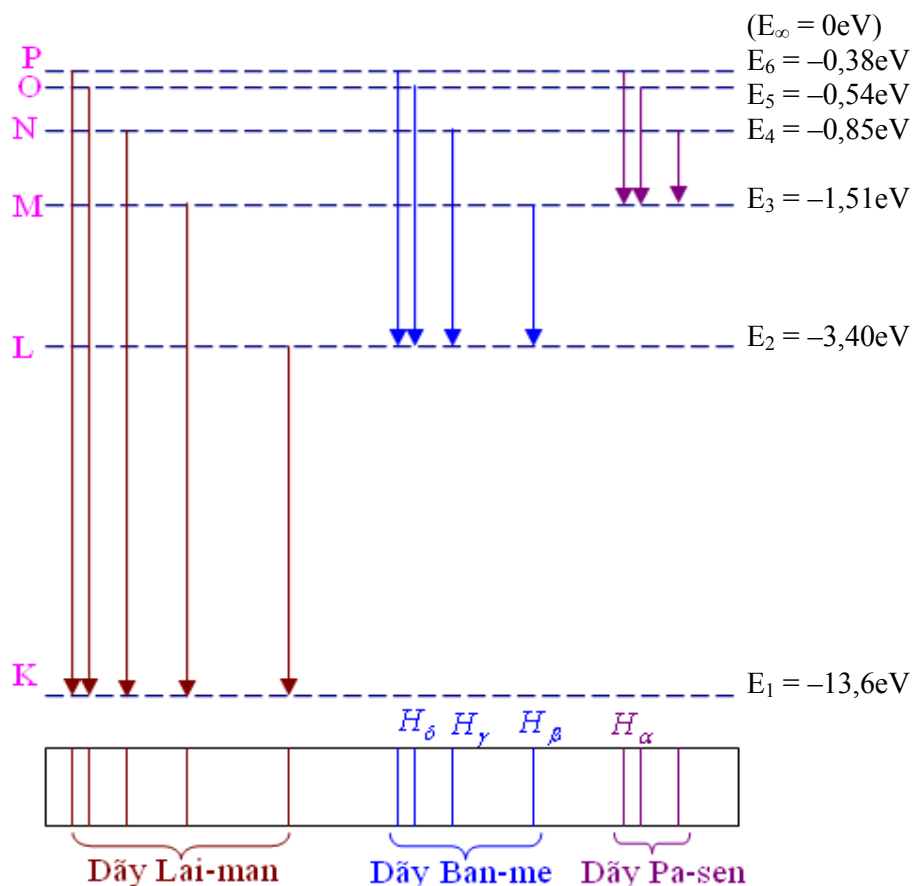 (E∞ = 0eV)
P E₆ = –0,38eV
O E₅ = –0,54eV
N E₄ = –0,85eV
M E₃ = –1,51eV
L E₂ = –3,40eV
K E₁ = –13,6eV
Hδ Hγ Hβ Hα
Dãy Lai-man Dãy Ban-me Dãy Pa-sen